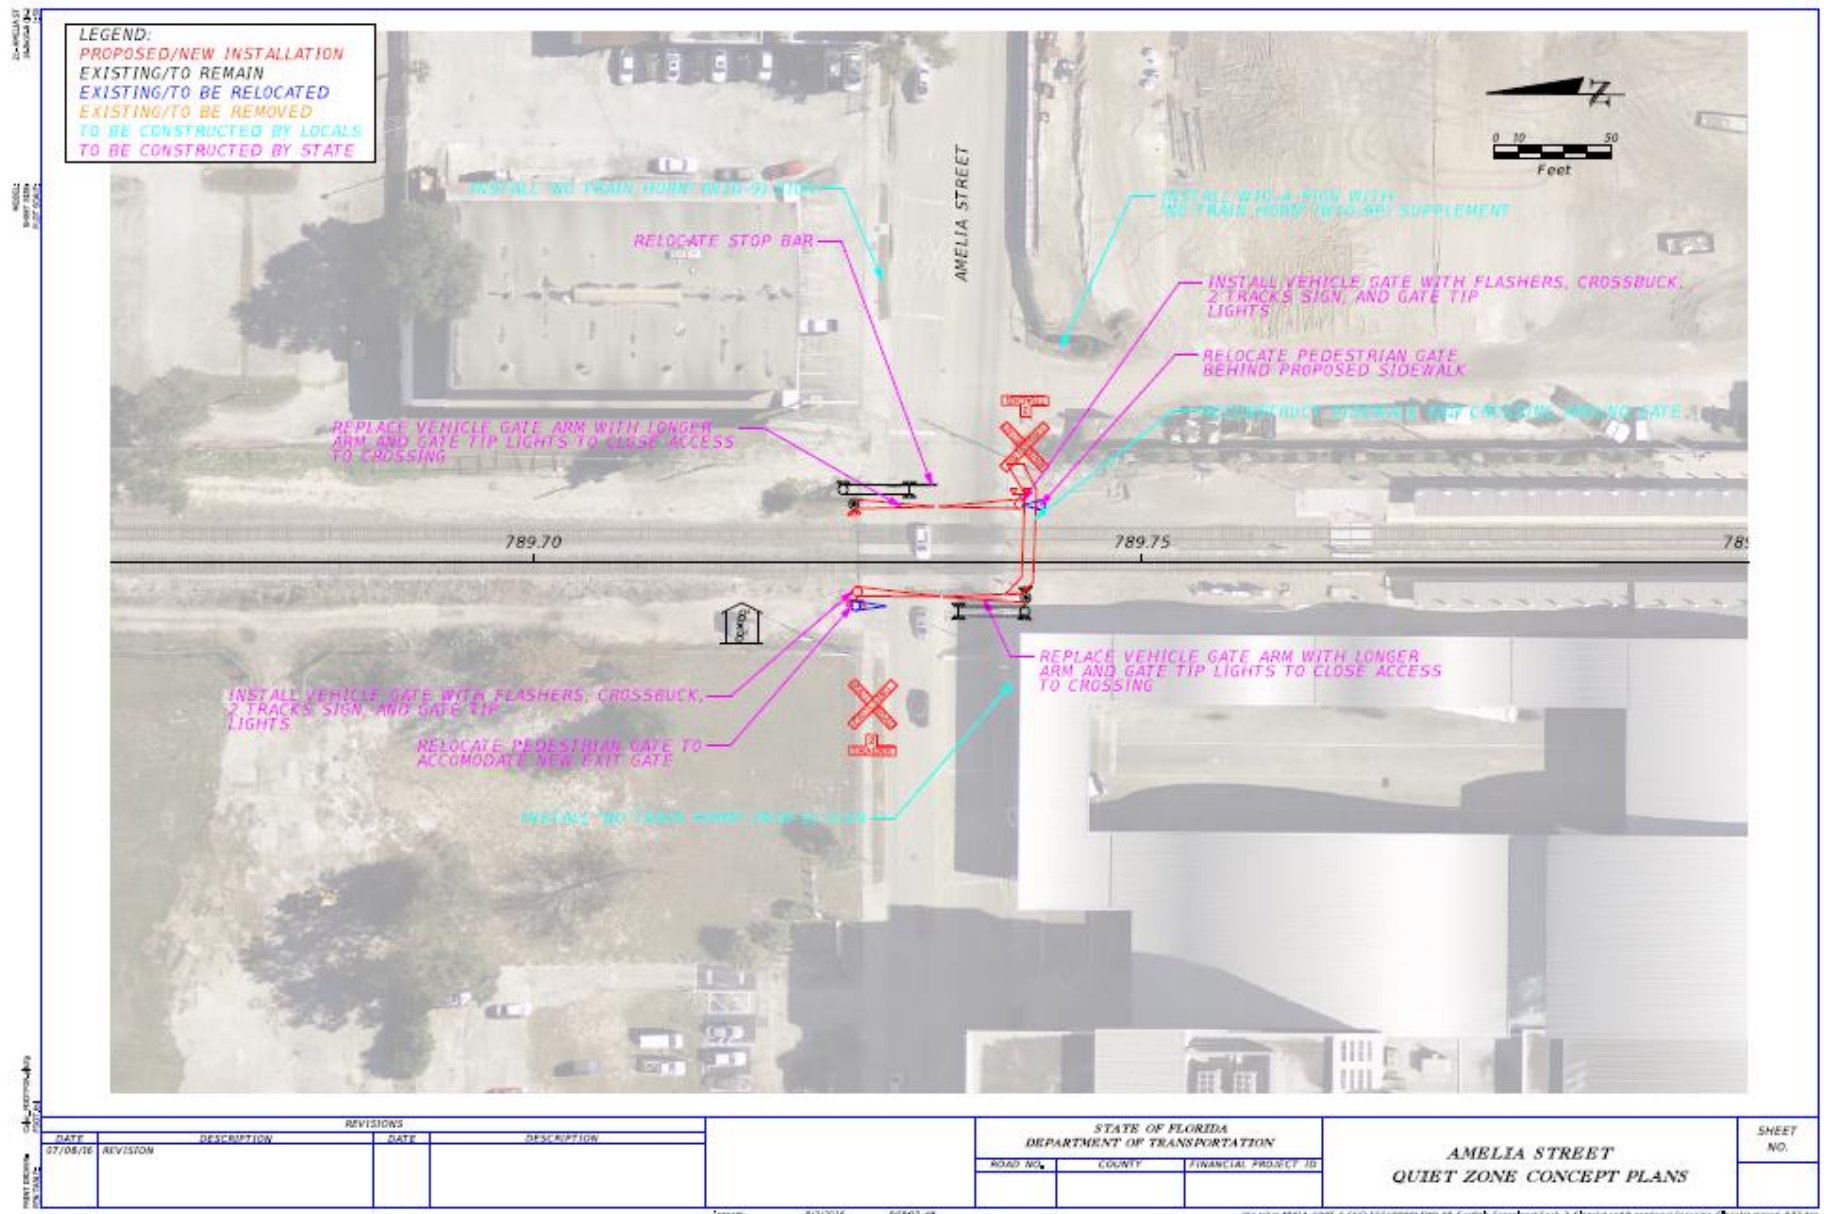 LEGEND:
PROPOSED/NEW INSTALLATION
EXISTING/TO REMAIN
EXISTING/TO BE RELOCATED
EXISTING/TO BE REMOVED
TO BE CONSTRUCTED BY LOCALS
TO BE CONSTRUCTED BY STATE
Z
0 10 50
Feet
AMELIA STREET
INSTALL "NO TRAIN HORN" (W10-9) SIGN
INSTALL SIGN WITH
"NO TRAIN HORN" (W10-9P) SUPPLEMENT
RELOCATE STOP BAR
INSTALL VEHICLE GATE WITH FLASHERS, CROSSBUCK,
2 TRACKS SIGN, AND GATE TIP
LIGHTS
RELOCATE PEDESTRIAN GATE
BEHIND PROPOSED SIDEWALK
SIDEWALK GATE
REPLACE VEHICLE GATE ARM WITH LONGER
ARM AND GATE TIP LIGHTS TO CLOSE ACCESS
TO CROSSING
2
789.70
789.75
REPLACE VEHICLE GATE ARM WITH LONGER
ARM AND GATE TIP LIGHTS TO CLOSE ACCESS
TO CROSSING
INSTALL VEHICLE GATE WITH FLASHERS, CROSSBUCK,
2 TRACKS SIGN, AND GATE TIP
LIGHTS
RELOCATE PEDESTRIAN GATE TO
ACCOMODATE NEW EXIT GATE
2
INSTALL "NO TRAIN HORN" SIGN
REVISIONS
DATE DESCRIPTION DATE DESCRIPTION
07/08/16 REVISION
STATE OF FLORIDA
DEPARTMENT OF TRANSPORTATION
ROAD NO. COUNTY FINANCIAL PROJECT ID
AMELIA STREET
QUIET ZONE CONCEPT PLANS
SHEET
NO.